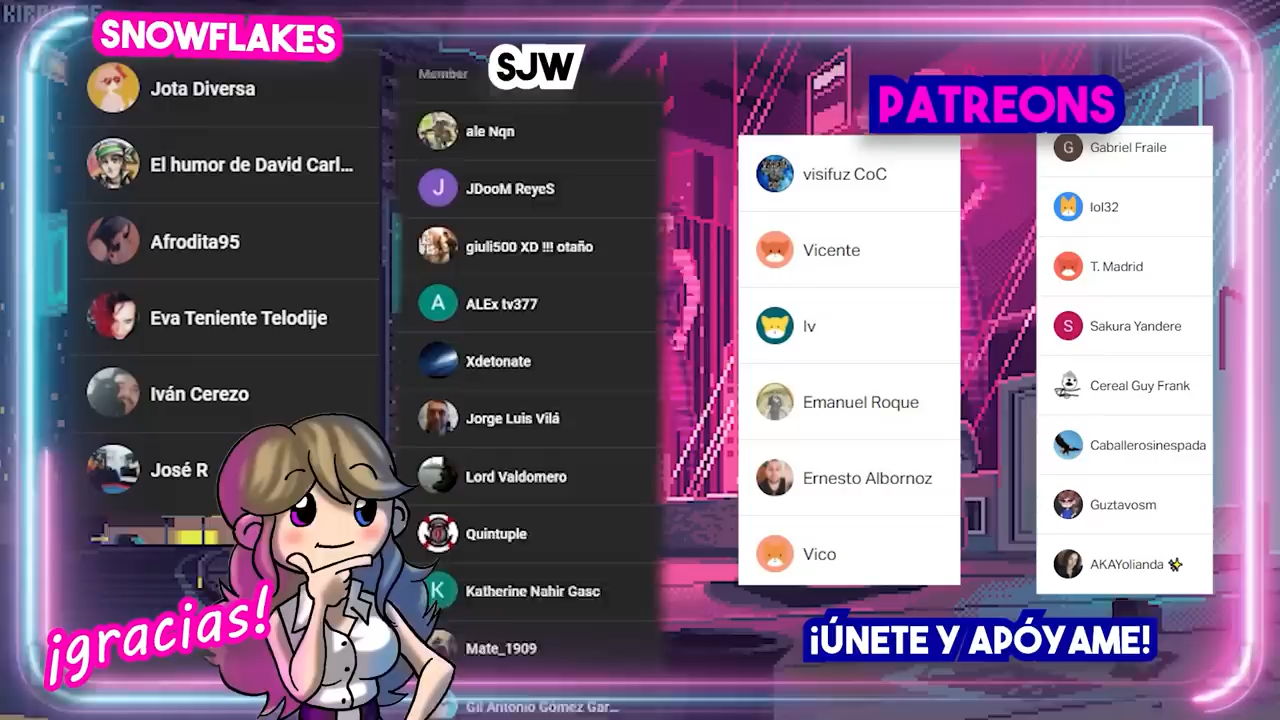 SNOWFLAKES
Jota Diversa
El humor de David Carl...
Afrodita95
Eva Teniente Telodije
Iván Cerezo
José R
SJW
Member
ale Nqn
J
JDooM ReyeS
giuli500 XD !!! otaño
A
ALEx tv377
Xdetonate
Jorge Luis Vilá
Lord Valdomero
Quintuple
K
Katherine Nahir Gasc
Mate_1909
Gil Antonio Gómez Gar...
PATREONS
visifuz CoC
Vicente
Iv
Emanuel Roque
Ernesto Albornoz
Vico
G
Gabriel Fraile
lol32
T. Madrid
S
Sakura Yandere
Cereal Guy Frank
Caballerosinespada
Guztavosm
AKAYolianda ✨
¡gracias!
¡ÚNETE Y APÓYAME!